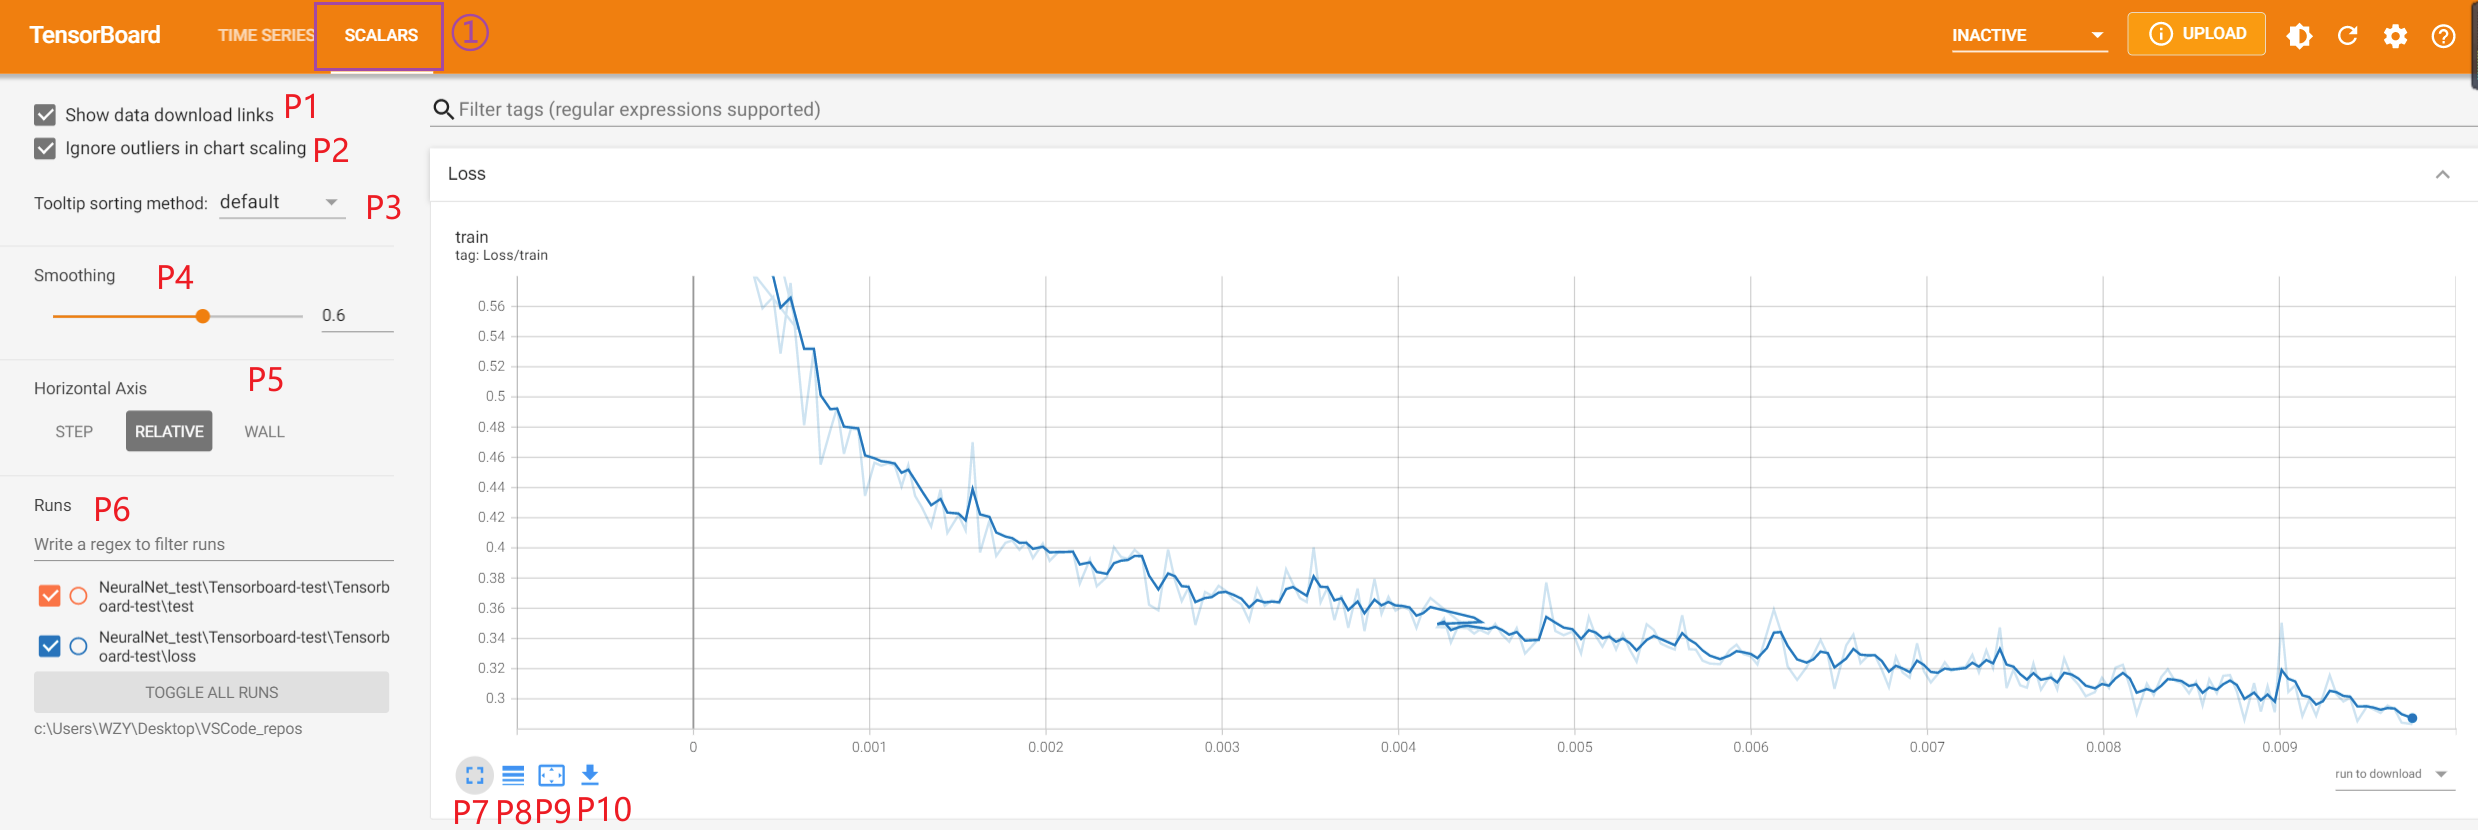 TensorBoard
TIME SERIES
SCALARS
①
INACTIVE
UPLOAD
Show data download links P1
Ignore outliers in chart scaling P2
Tooltip sorting method: default P3
Smoothing P4
0.6
Horizontal Axis P5
STEP RELATIVE WALL
Runs P6
Write a regex to filter runs
NeuralNet_test\Tensorboard-test\Tensorb
oard-test\test
NeuralNet_test\Tensorboard-test\Tensorb
oard-test\loss
TOGGLE ALL RUNS
c:\Users\WZY\Desktop\VSCode_repos
Filter tags (regular expressions supported)
Loss
train
tag: Loss/train
0.56
0.54
0.52
0.5
0.48
0.46
0.44
0.42
0.4
0.38
0.36
0.34
0.32
0.3
0 0.001 0.002 0.003 0.004 0.005 0.006 0.007 0.008 0.009
run to download
P7 P8 P9 P10